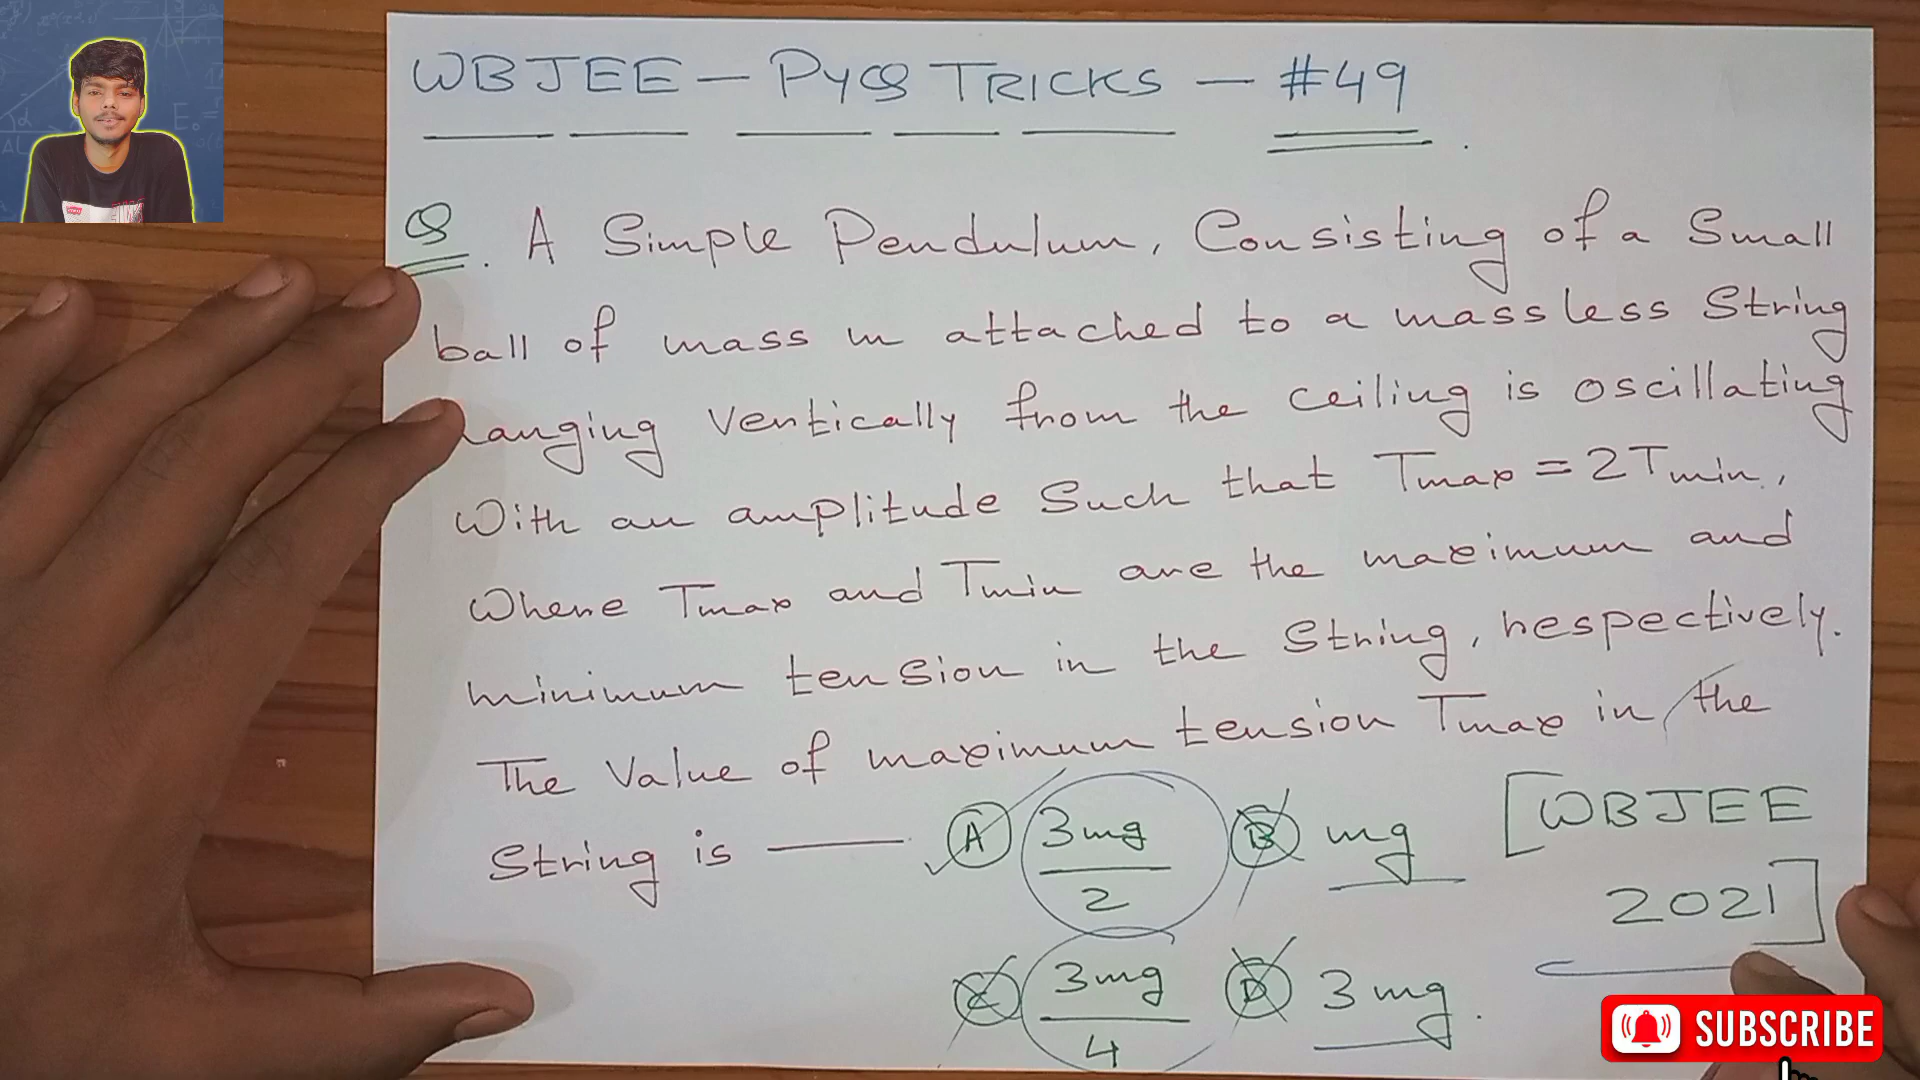 WBJEE - PYQ TRICKS - #49
Q. A Simple Pendulum, Consisting of a Small
ball of mass m attached to a massless String
hanging vertically from the ceiling is oscillating
With an amplitude Such that Tmax = 2Tmin,
Where Tmax and Tmin are the maximum and
minimum tension in the String, respectively.
The Value of maximum tension Tmax in the
String is ——— (A) 3mg/2 (B) mg [WBJEE
2021]
(C) 3mg/4 (D) 3mg.
SUBSCRIBE